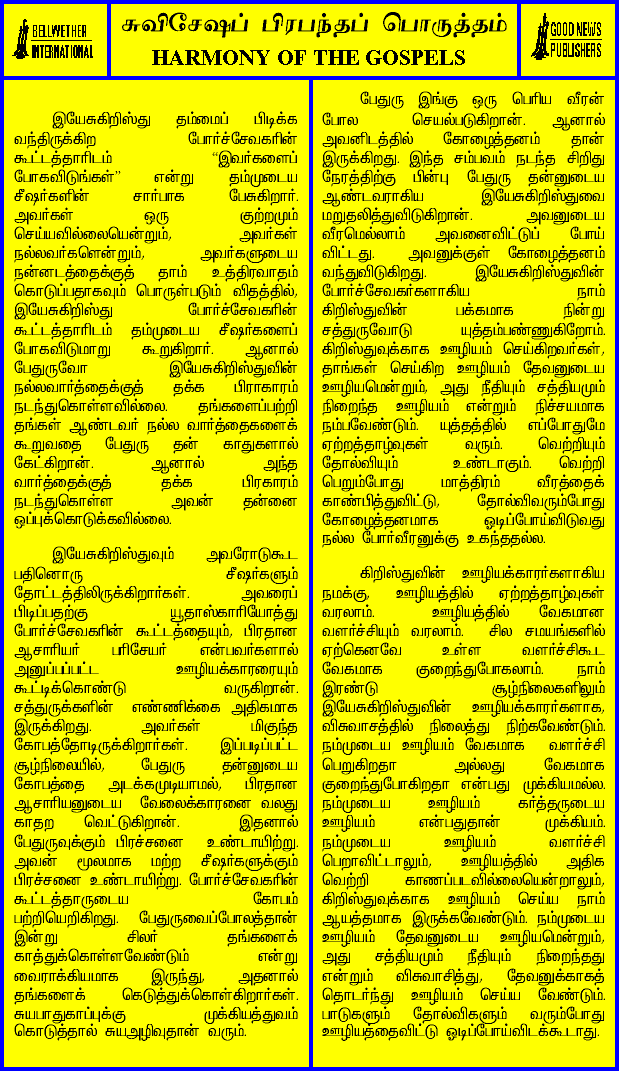 BELLWETHER
INTERNATIONAL
சுவிசேஷப் பிரபந்தப் பொருத்தம்
HARMONY OF THE GOSPELS
GOOD NEWS
PUBLISHERS
இயேசுகிறிஸ்து தம்மைப் பிடிக்க
வந்திருக்கிற போர்ச்சேவகரின்
கூட்டத்தாரிடம் “இவர்களைப்
போகவிடுங்கள்” என்று தம்முடைய
சீஷர்களின் சார்பாக பேசுகிறார்.
அவர்கள் ஒரு குற்றமும்
செய்யவில்லையென்றும், அவர்கள்
நல்லவர்களென்றும், அவர்களுடைய
நன்னடத்தைக்குத் தாம் உத்திரவாதம்
கொடுப்பதாகவும் பொருள்படும் விதத்தில்,
இயேசுகிறிஸ்து போர்ச்சேவகரின்
கூட்டத்தாரிடம் தம்முடைய சீஷர்களைப்
போகவிடுமாறு கூறுகிறார். ஆனால்
பேதுருவோ இயேசுகிறிஸ்துவின்
நல்லவார்த்தைக்குத் தக்க பிராகாரம்
நடந்துகொள்ளவில்லை. தங்களைப்பற்றி
தங்கள் ஆண்டவர் நல்ல வார்த்தைகளைக்
கூறுவதை பேதுரு தன் காதுகளால்
கேட்கிறான். ஆனால் அந்த
வார்த்தைக்குத் தக்க பிரகாரம்
நடந்துகொள்ள அவன் தன்னை
ஒப்புக்கொடுக்கவில்லை.
இயேசுகிறிஸ்துவும் அவரோடுகூட
பதினொரு சீஷர்களும்
தோட்டத்திலிருக்கிறார்கள். அவரைப்
பிடிப்பதற்கு யூதாஸ்காரியோத்து
போர்ச்சேவகரின் கூட்டத்தையும், பிரதான
ஆசாரியர் பரிசேயர் என்பவர்களால்
அனுப்பப்பட்ட ஊழியக்காரரையும்
கூட்டிக்கொண்டு வருகிறான்.
சத்துருக்களின் எண்ணிக்கை அதிகமாக
இருக்கிறது. அவர்கள் மிகுந்த
கோபத்தோடிருக்கிறார்கள். இப்படிப்பட்ட
சூழ்நிலையில், பேதுரு தன்னுடைய
கோபத்தை அடக்கமுடியாமல், பிரதான
ஆசாரியனுடைய வேலைக்காரனை வலது
காதற வெட்டுகிறான். இதனால்
பேதுருவுக்கும் பிரச்சனை உண்டாயிற்று.
அவன் மூலமாக மற்ற சீஷர்களுக்கும்
பிரச்சனை உண்டாயிற்று. போர்ச்சேவகரின்
கூட்டத்தாருடைய கோபம்
பற்றியெறிகிறது. பேதுருவைப்போலத்தான்
இன்று சிலர் தங்களைக்
காத்துக்கொள்ளவேண்டும் என்று
வைராக்கியமாக இருந்து, அதனால்
தங்களைக் கெடுத்துக்கொள்கிறார்கள்.
சுயபாதுகாப்புக்கு முக்கியத்துவம்
கொடுத்தால் சுயஅழிவுதான் வரும்.
பேதுரு இங்கு ஒரு பெரிய வீரன்
போல செயல்படுகிறான். ஆனால்
அவனிடத்தில் கோழைத்தனம் தான்
இருக்கிறது. இந்த சம்பவம் நடந்த சிறிது
நேரத்திற்கு பின்பு பேதுரு தன்னுடைய
ஆண்டவராகிய இயேசுகிறிஸ்துவை
மறுதலித்துவிடுகிறான். அவனுடைய
வீரமெல்லாம் அவனைவிட்டுப் போய்
விட்டது. அவனுக்குள் கோழைத்தனம்
வந்துவிடுகிறது. இயேசுகிறிஸ்துவின்
போர்ச்சேவகர்களாகிய நாம்
கிறிஸ்துவின் பக்கமாக நின்று
சத்துருவோடு யுத்தம்பண்ணுகிறோம்.
கிறிஸ்துவுக்காக ஊழியம் செய்கிறவர்கள்,
தாங்கள் செய்கிற ஊழியம் தேவனுடைய
ஊழியமென்றும், அது நீதியும் சத்தியமும்
நிறைந்த ஊழியம் என்றும் நிச்சயமாக
நம்பவேண்டும். யுத்தத்தில் எப்போதுமே
ஏற்றத்தாழ்வுகள் வரும். வெற்றியும்
தோல்வியும் உண்டாகும். வெற்றி
பெறும்போது மாத்திரம் வீரத்தைக்
காண்பித்துவிட்டு, தோல்விவரும்போது
கோழைத்தனமாக ஓடிப்போய்விடுவது
நல்ல போர்வீரனுக்கு உகந்ததல்ல.
கிறிஸ்துவின் ஊழியக்காரர்களாகிய
நமக்கு, ஊழியத்தில் ஏற்றத்தாழ்வுகள்
வரலாம். ஊழியத்தில் வேகமான
வளர்ச்சியும் வரலாம். சில சமயங்களில்
ஏற்கெனவே உள்ள வளர்ச்சிகூட
வேகமாக குறைந்துபோகலாம். நாம்
இரண்டு சூழ்நிலைகளிலும்
இயேசுகிறிஸ்துவின் ஊழியக்காரர்களாக,
விசுவாசத்தில் நிலைத்து நிற்கவேண்டும்.
நம்முடைய ஊழியம் வேகமாக வளர்ச்சி
பெறுகிறதா அல்லது வேகமாக
குறைந்துபோகிறதா என்பது முக்கியமல்ல.
நம்முடைய ஊழியம் கர்த்தருடைய
ஊழியம் என்பதுதான் முக்கியம்.
நம்முடைய ஊழியம் வளர்ச்சி
பெறாவிட்டாலும், ஊழியத்தில் அதிக
வெற்றி காணப்படவில்லையென்றாலும்,
கிறிஸ்துவுக்காக ஊழியம் செய்ய நாம்
ஆயத்தமாக இருக்கவேண்டும். நம்முடைய
ஊழியம் தேவனுடைய ஊழியமென்றும்,
அது சத்தியமும் நீதியும் நிறைந்தது
என்றும் விசுவாசித்து, தேவனுக்காகத்
தொடர்ந்து ஊழியம் செய்ய வேண்டும்.
பாடுகளும் தோல்விகளும் வரும்போது
ஊழியத்தைவிட்டு ஓடிப்போய்விடக்கூடாது.